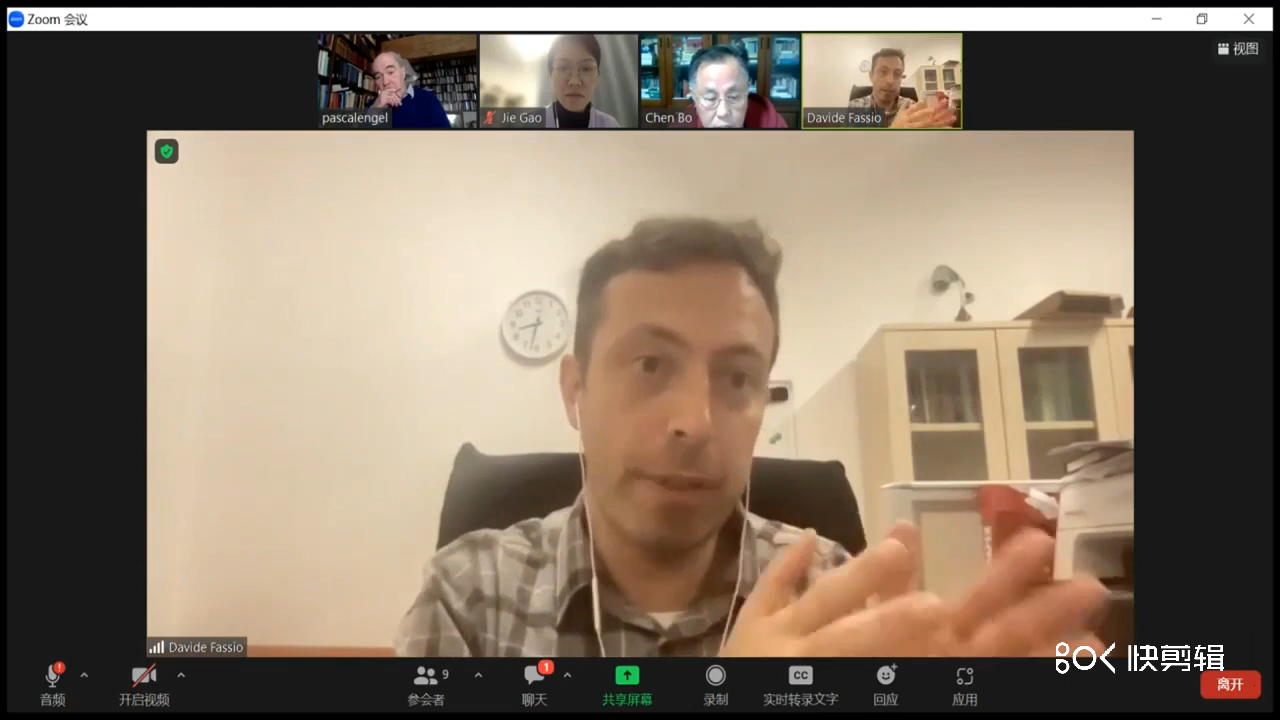 Zoom 会议
视图
pascalengel
Jie Gao
Chen Bo
Davide Fassio
Davide Fassio
快剪辑
9
1
音频
开启视频
参会者
聊天
共享屏幕
录制
CC
实时转录文字
回应
应用
离开